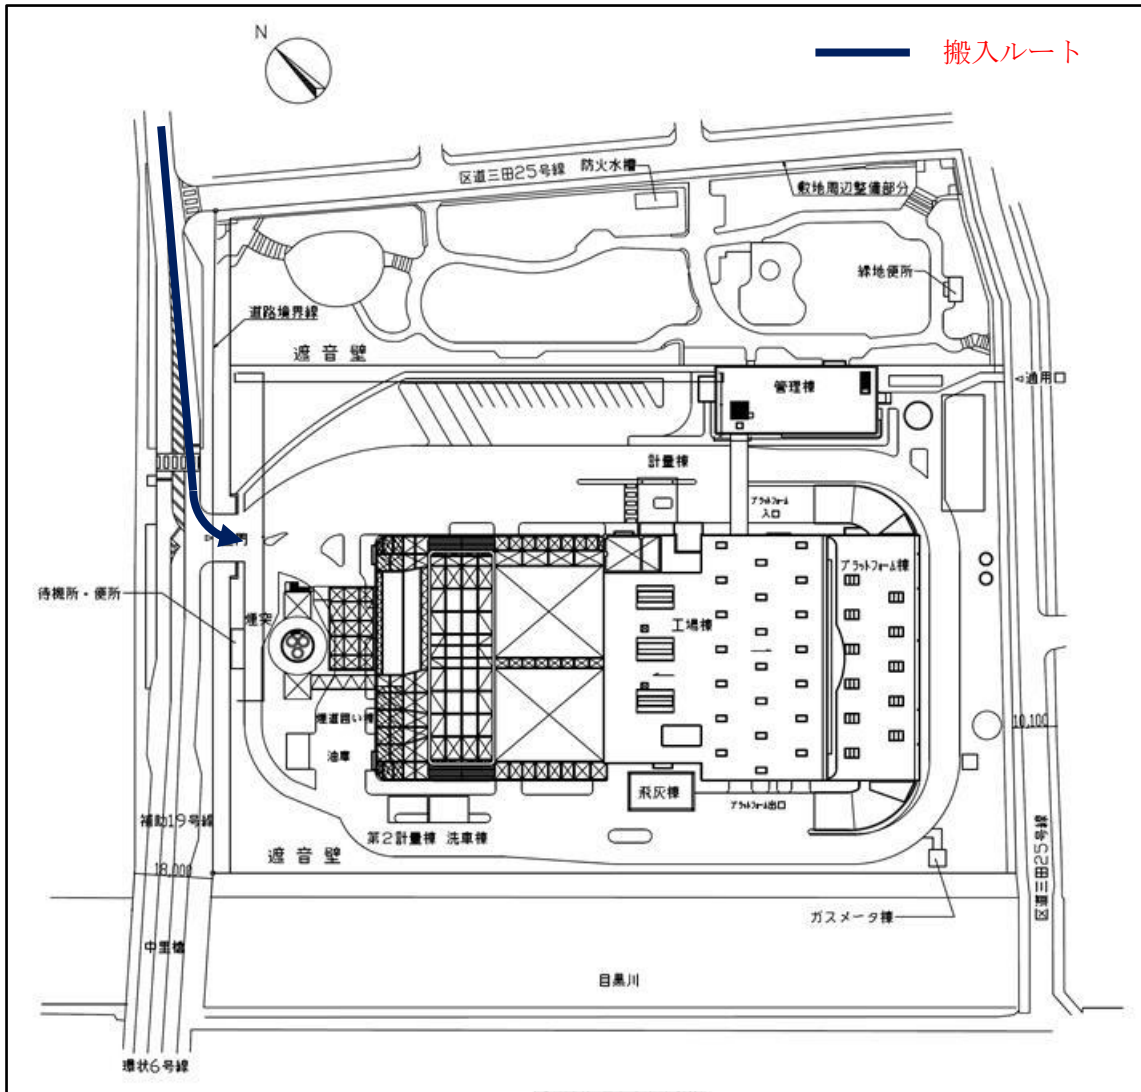 N
搬入ルート
区道三田25号線
防火水槽
敷地周辺整備部分
緑地便所
道路境界線
遮音壁
管理棟
計量棟
プラットフォーム
入口
プラットフォーム棟
待機所・便所
煙突
工場棟
煙道囲い棟
油庫
10,100
飛灰棟
プラットフォーム出口
補助19号線
第2計量棟
洗車棟
遮音壁
18,000
区道三田25号線
ガスメータ棟
中里橋
目黒川
環状6号線